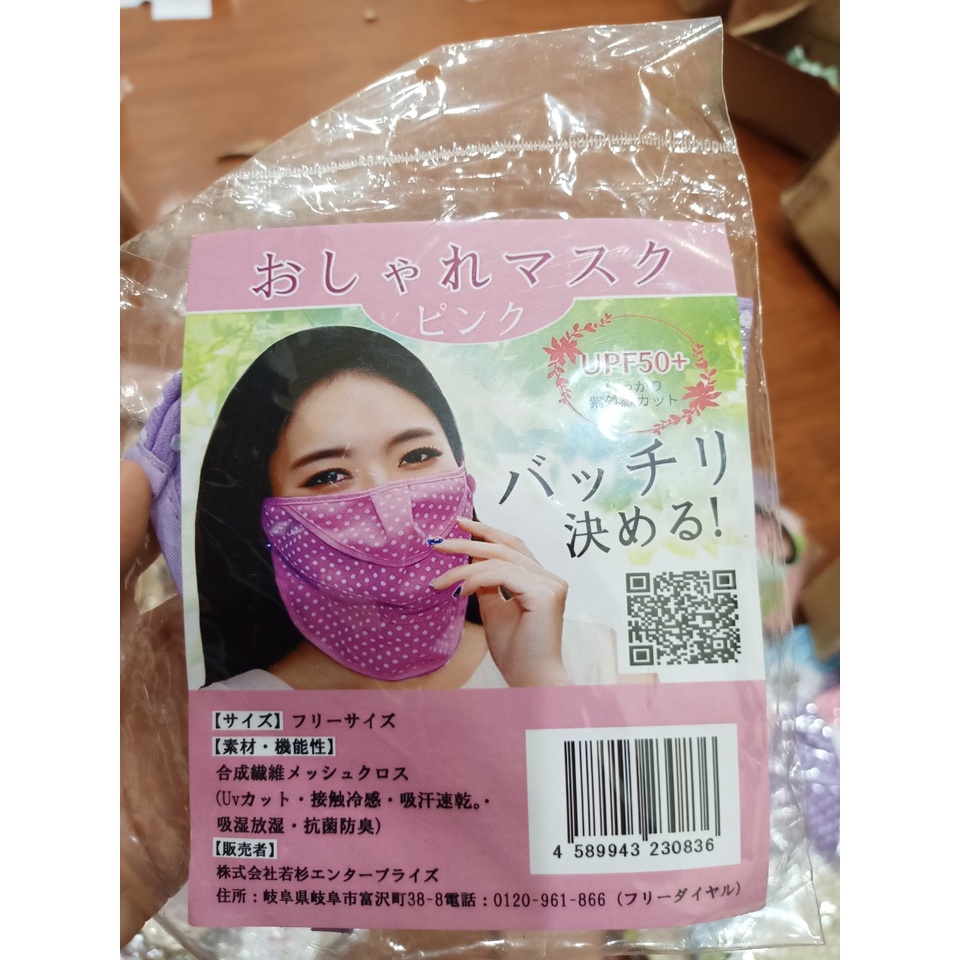 おしゃれマスク
ピンク
UPF50+
しっかり
紫外線カット
バッチリ
決める!
【サイズ】フリーサイズ
【素材・機能性】
合成繊維メッシュクロス
(Uvカット・接触冷感・吸汗速乾。・
吸湿放湿・抗菌防臭)
【販売者】
株式会社若杉エンタープライズ
住所：岐阜県岐阜市富沢町38-8電話：0120-961-866（フリーダイヤル）
4 589943 230836